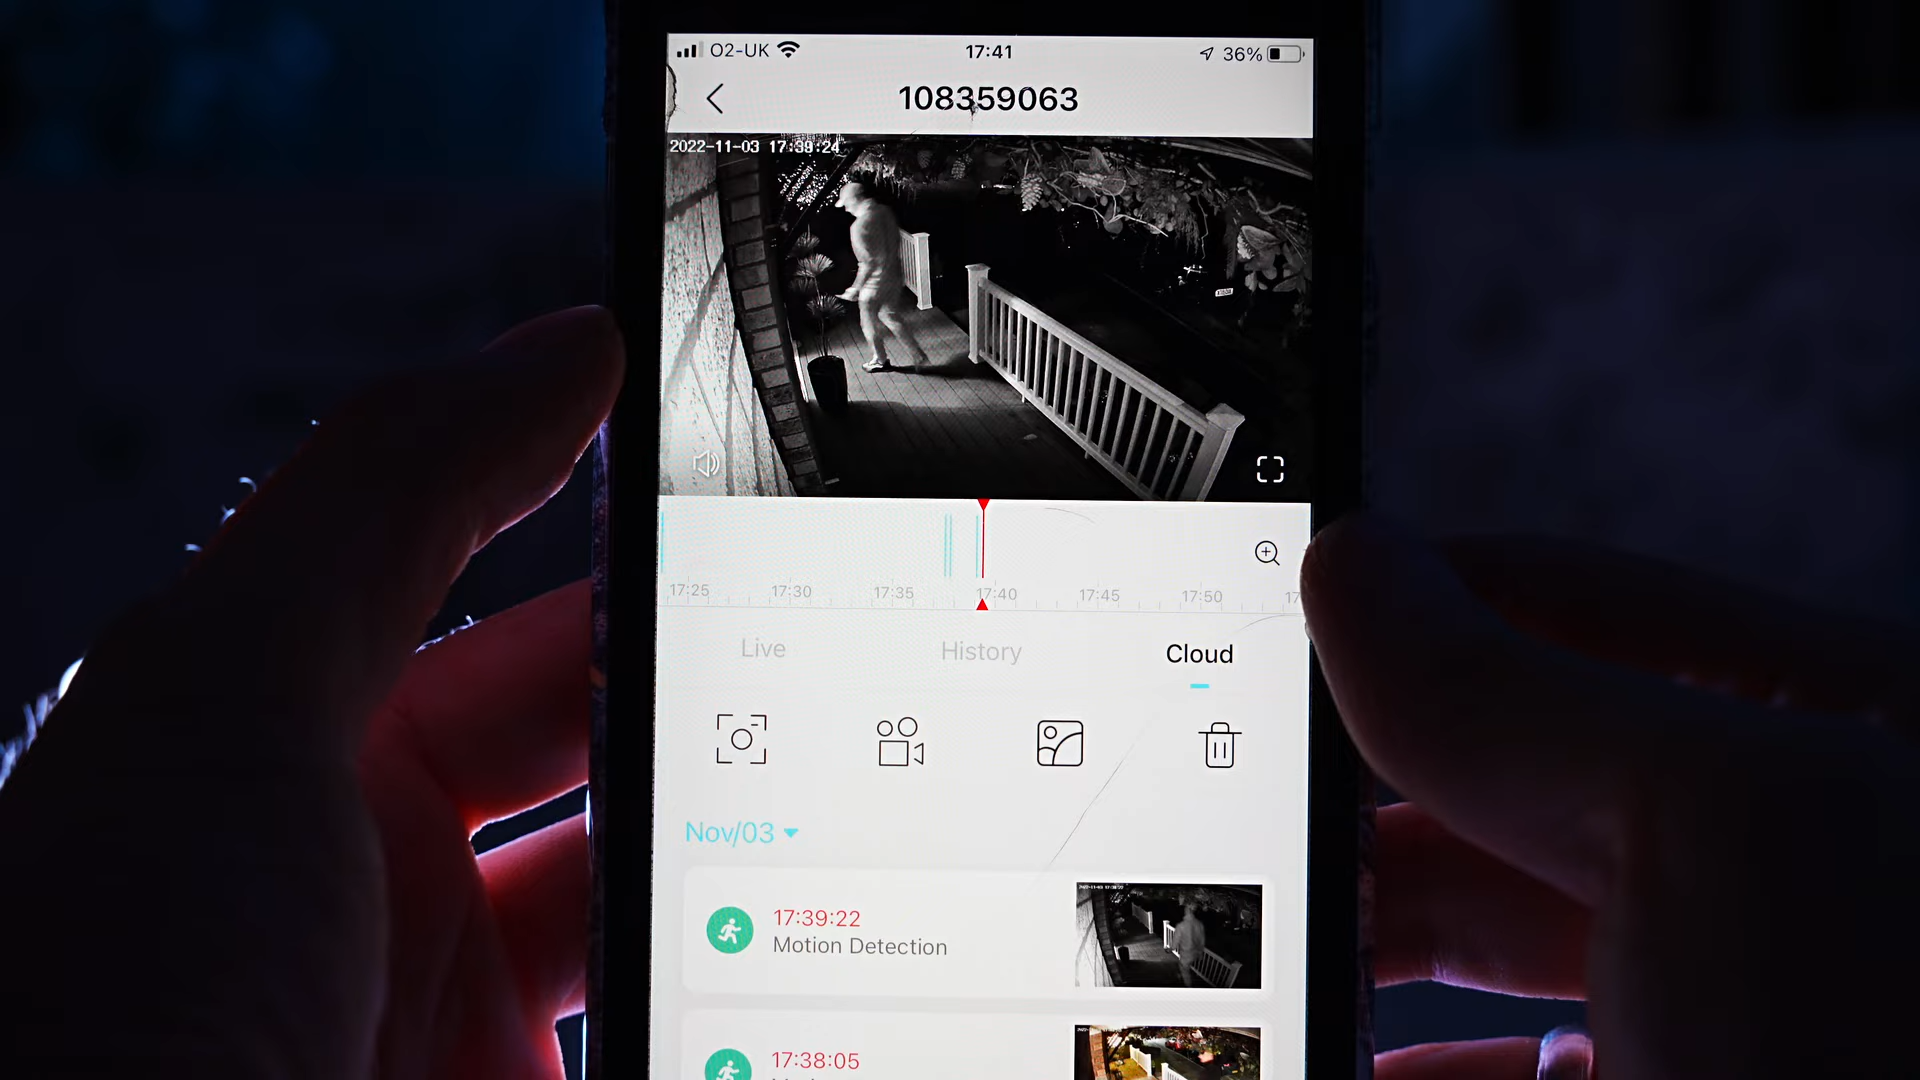 O2-UK 17:41 36%
108359063
2022-11-03 17:39:24
17:25 17:30 17:35 17:40 17:45 17:50 17
Live History Cloud
Nov/03
17:39:22
Motion Detection
17:38:05